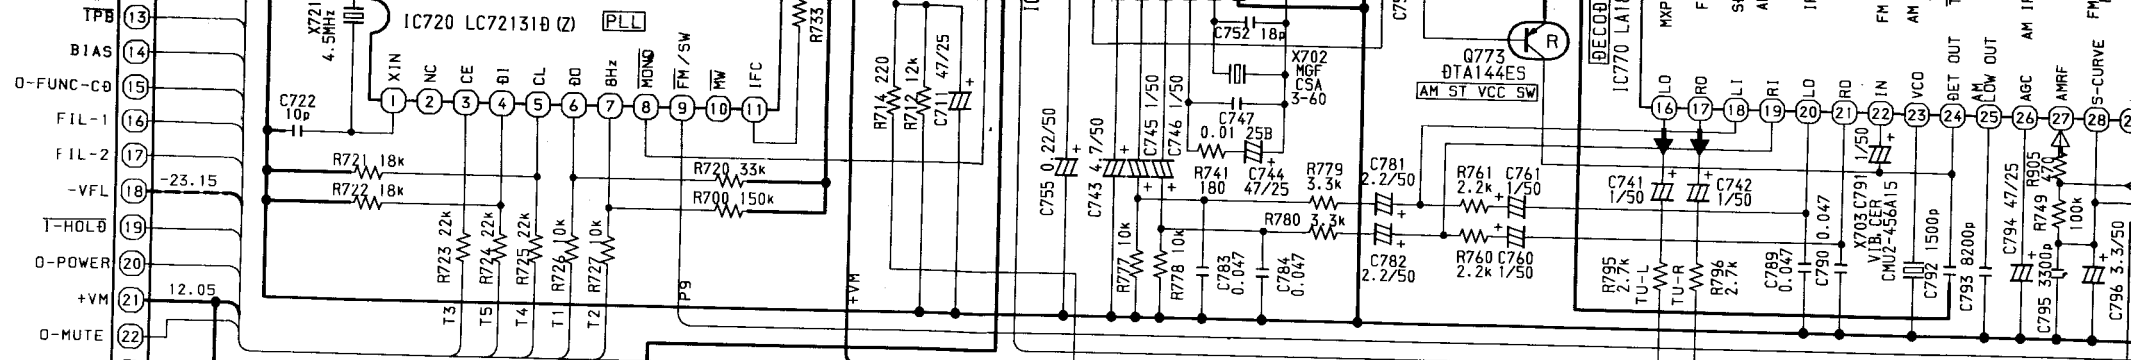 IPB 13
BIAS 14
O-FUNC-CD 15
FIL-1 16
FIL-2 17
-VFL 18 -23.15
I-HOLD 19
O-POWER 20
+VM 21 12.05
O-MUTE 22
X721
4.5MHz
IC720 LC72131D (Z) PLL
R733
XIN
NC
CE
DI
CL
DO
8Hz
MONO
FM/SW
MW
IFC
1 2 3 4 5 6 7 8 9 10 11
C722
10p
R721 18k
R722 18k
R720 33k
R700 150k
R723 22k
R724 22k
R725 22k
R726 10k
R727 10k
T3
T5
T4
T1
T2
P9
+VM
R714 220
R712 12k
C711 47/25
C755 0.22/50
C743 4.7/50
C745 1/50
C746 1/50
C752 18p
X702
MGF
CSA
3-60
C747
0.01 25B
R741
180
C744
47/25
R779
3.3k
R780 3.3k
C781
2.2/50
C782
2.2/50
R777 10k
R778 10k
C783
0.047
C784
0.047
Q773
DTA144ES
AM ST VCC SW
R
R761
2.2k
C761
1/50
R760
2.2k
C760
1/50
DECOD
IC770 LA18
MXP
FM
AM
AM
LO
RO
LI
RI
LO
RO
IN
VCO
DET OUT
AM
LOW OUT
AGC
AMRF
S-CURVE
16 17 18 19 20 21 22 23 24 25 26 27 28
C741
1/50
C742
1/50
R795
2.7k
TU-L
TU-R
R796
2.7k
C789
0.047
C790 0.047
C791 1/50
X703
VIB,CER
CMU2-456A15
C792 1500p
C793 8200p
C794 47/25
R905
470
R749
100k
C795 3300p
C796 3.3/50